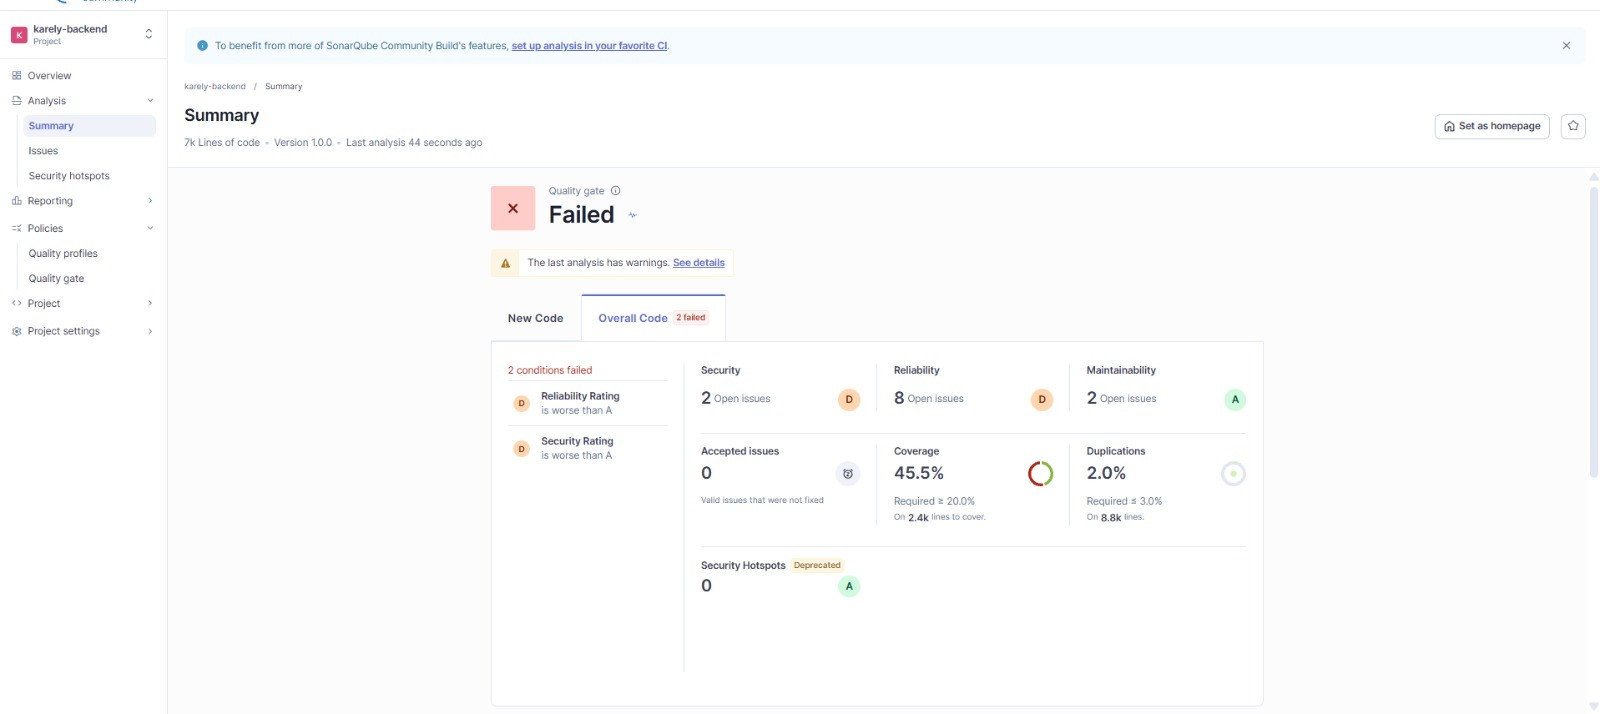 K
karely-backend
Project
Overview
Analysis
Summary
Issues
Security hotspots
Reporting
Policies
Quality profiles
Quality gate
Project
Project settings
To benefit from more of SonarQube Community Build's features, set up analysis in your favorite CI.
karely-backend / Summary
Summary
Set as homepage
7k Lines of code • Version 1.0.0 • Last analysis 44 seconds ago
Quality gate
Failed
The last analysis has warnings. See details
New Code
Overall Code 2 failed
2 conditions failed
D Reliability Rating
is worse than A
D Security Rating
is worse than A
Security
2 Open issues D
Reliability
8 Open issues D
Maintainability
2 Open issues A
Accepted issues
0
Valid issues that were not fixed
Coverage
45.5%
Required ≥ 20.0%
On 2.4k lines to cover.
Duplications
2.0%
Required ≤ 3.0%
On 8.8k lines.
Security Hotspots Deprecated
0 A